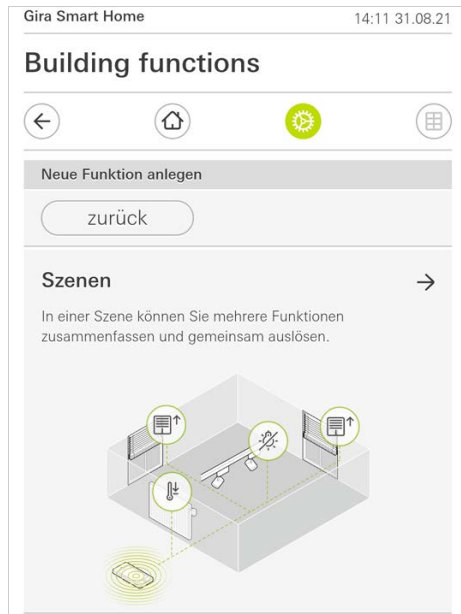 Gira Smart Home 14:11 31.08.21
Building functions
Neue Funktion anlegen
zurück
Szenen
In einer Szene können Sie mehrere Funktionen
zusammenfassen und gemeinsam auslösen.